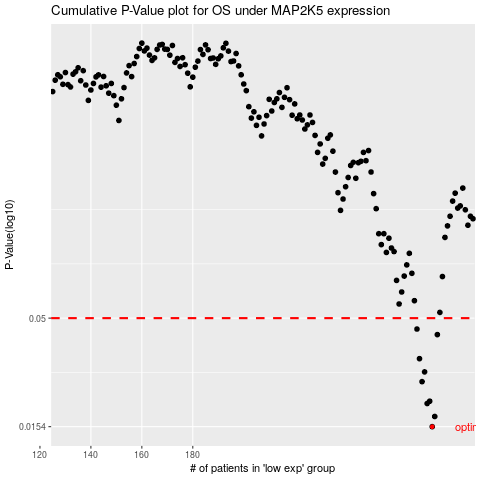 Cumulative P-Value plot for OS under MAP2K5 expression
P-Value(log10)
0.05
0.0154
optir
120 140 160 180
# of patients in 'low exp' group